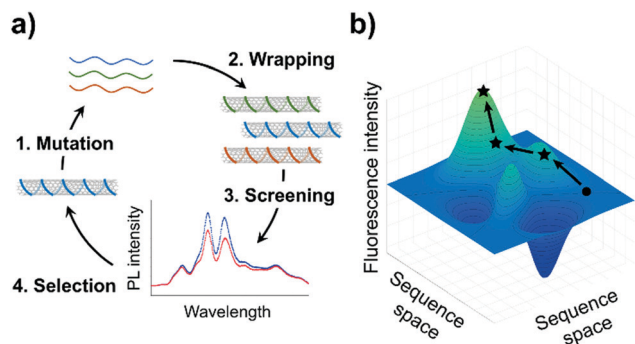 a)
b)
2. Wrapping
1. Mutation
3. Screening
4. Selection
PL intensity
Wavelength
Fluorescence intensity
Sequence
space
Sequence
space